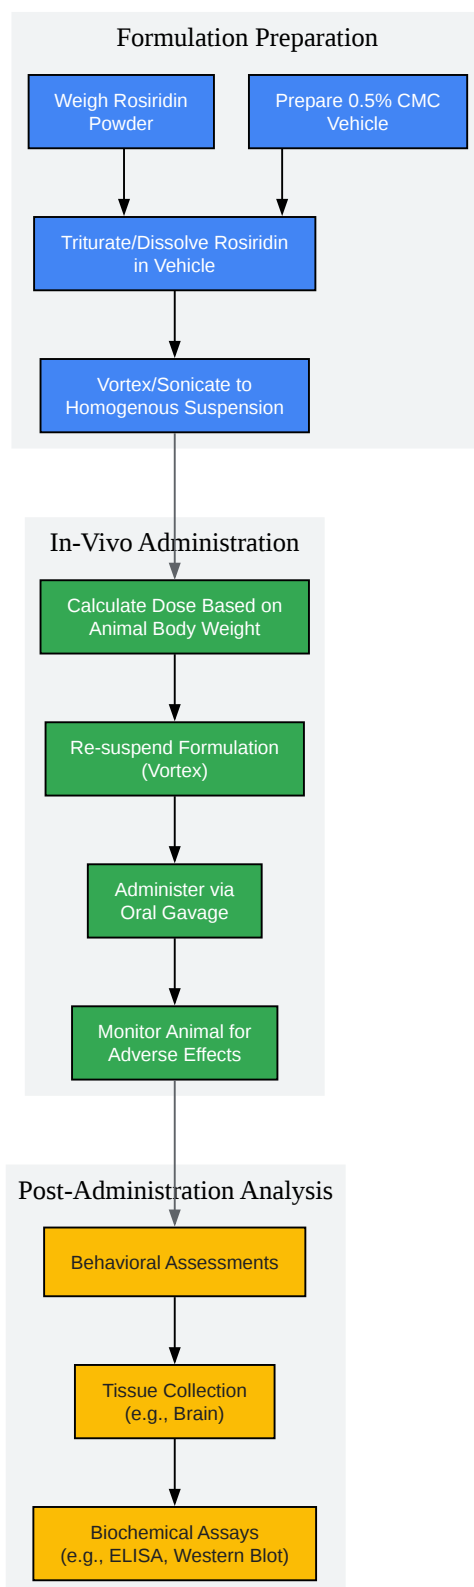 Formulation Preparation
Weigh Rosiridin
Powder
Prepare 0.5% CMC
Vehicle
Triturate/Dissolve Rosiridin
in Vehicle
Vortex/Sonicate to
Homogenous Suspension
In-Vivo Administration
Calculate Dose Based on
Animal Body Weight
Re-suspend Formulation
(Vortex)
Administer via
Oral Gavage
Monitor Animal for
Adverse Effects
Post-Administration Analysis
Behavioral Assessments
Tissue Collection
(e.g., Brain)
Biochemical Assays
(e.g., ELISA, Western Blot)